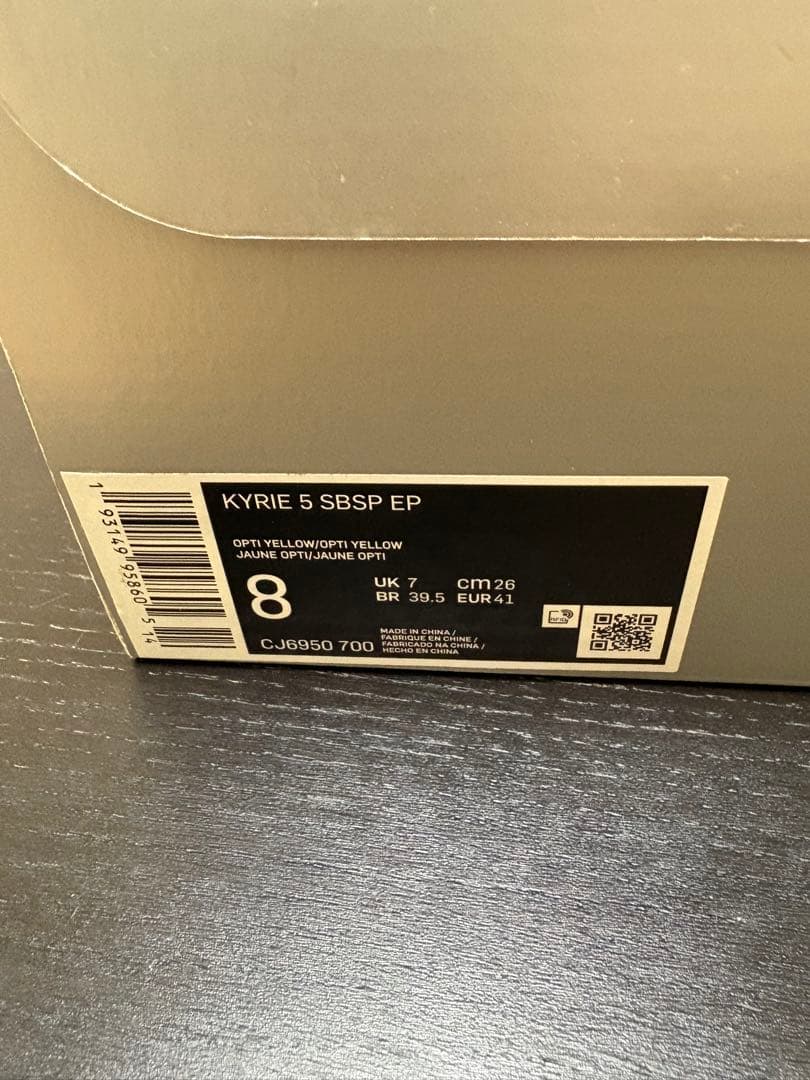 KYRIE 5 SBSP EP
OPTI YELLOW/OPTI YELLOW
JAUNE OPTI/JAUNE OPTI
8
UK 7 cm 26
BR 39.5 EUR 41
CJ6950 700
MADE IN CHINA /
FABRIQUE EN CHINE /
FABRICADO NA CHINA /
HECHO EN CHINA
RFID
1 93149 95860 5 14